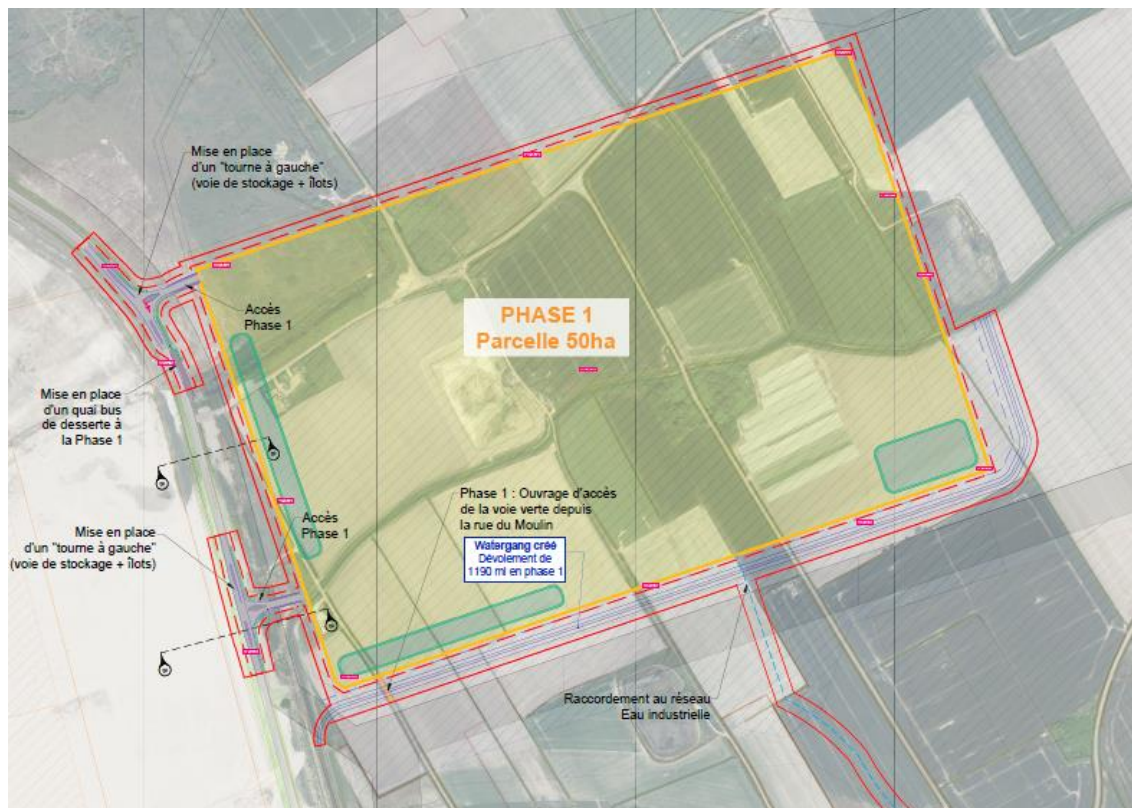 Mise en place
d'un "tourne à gauche"
(voie de stockage + îlots)
PHASE 1
Parcelle 50ha
Accès
Phase 1
Mise en place
d'un quai bus
de desserte à
la Phase 1
Phase 1 : Ouvrage d'accès
de la voie verte depuis
la rue du Moulin
Accès
Phase 1
Mise en place
d'un "tourne à gauche"
(voie de stockage + îlots)
Watergang créé
Dévoiement de
1190 ml en phase 1
Raccordement au réseau
Eau industrielle